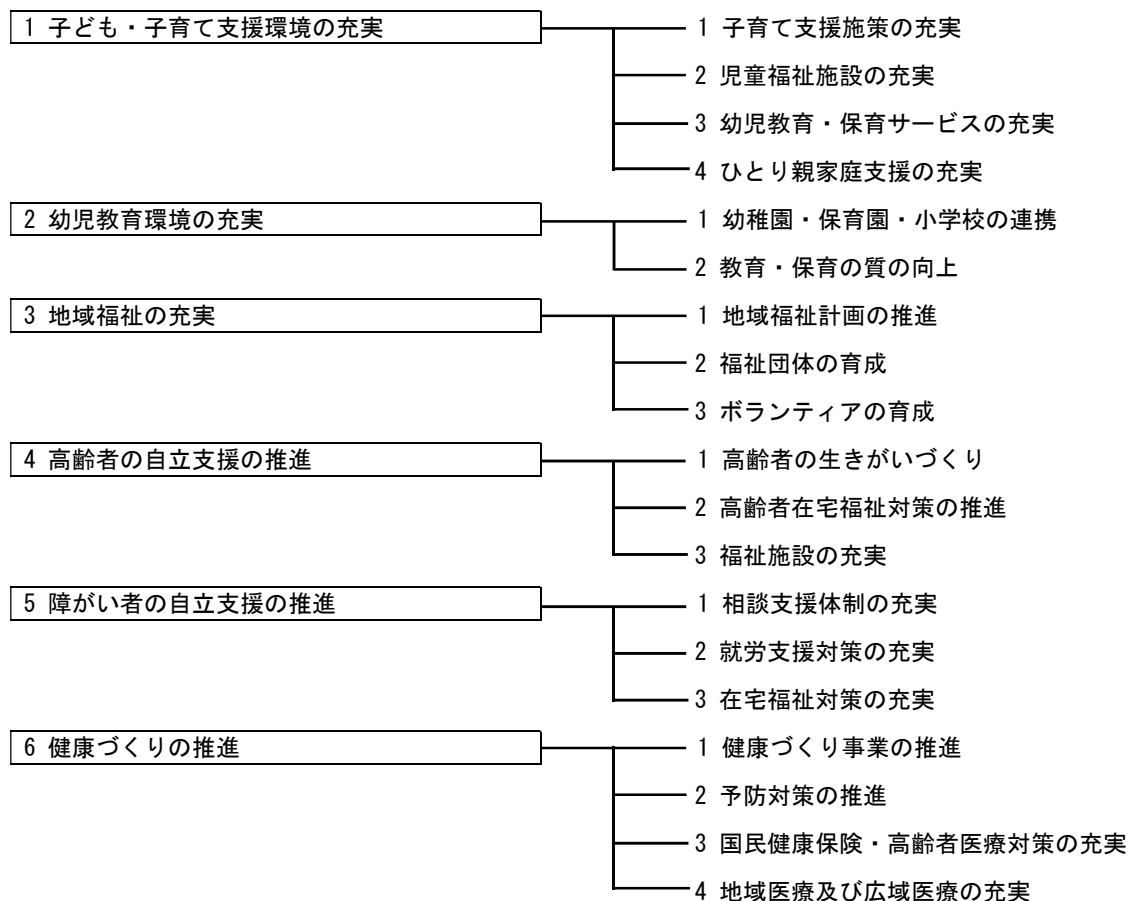 1 子ども・子育て支援環境の充実
1 子育て支援施策の充実
2 児童福祉施設の充実
3 幼児教育・保育サービスの充実
4 ひとり親家庭支援の充実
2 幼児教育環境の充実
1 幼稚園・保育園・小学校の連携
2 教育・保育の質の向上
3 地域福祉の充実
1 地域福祉計画の推進
2 福祉団体の育成
3 ボランティアの育成
4 高齢者の自立支援の推進
1 高齢者の生きがいづくり
2 高齢者在宅福祉対策の推進
3 福祉施設の充実
5 障がい者の自立支援の推進
1 相談支援体制の充実
2 就労支援対策の充実
3 在宅福祉対策の充実
6 健康づくりの推進
1 健康づくり事業の推進
2 予防対策の推進
3 国民健康保険・高齢者医療対策の充実
4 地域医療及び広域医療の充実